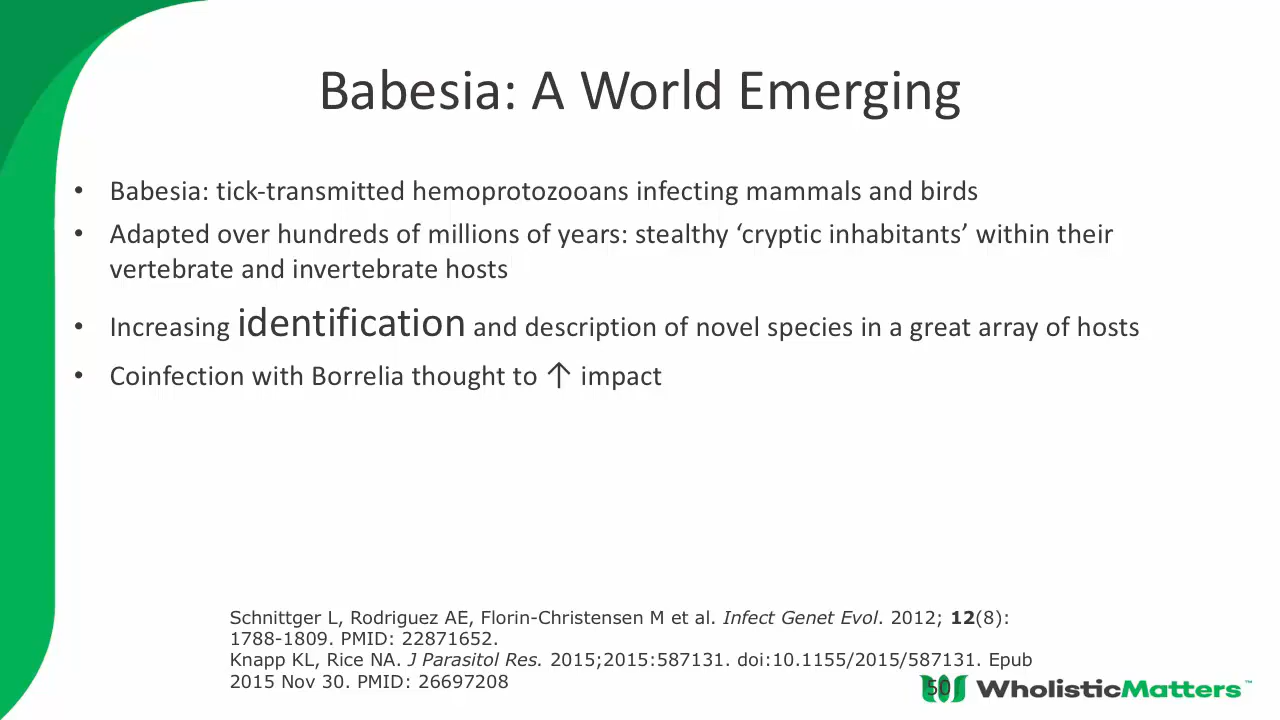 Babesia: A World Emerging
• Babesia: tick-transmitted hemoprotozooans infecting mammals and birds
• Adapted over hundreds of millions of years: stealthy ‘cryptic inhabitants’ within their
vertebrate and invertebrate hosts
• Increasing identification and description of novel species in a great array of hosts
• Coinfection with Borrelia thought to ↑ impact
Schnittger L, Rodriguez AE, Florin-Christensen M et al. Infect Genet Evol. 2012; 12(8):
1788-1809. PMID: 22871652.
Knapp KL, Rice NA. J Parasitol Res. 2015;2015:587131. doi:10.1155/2015/587131. Epub
2015 Nov 30. PMID: 26697208
50 WholisticMatters™